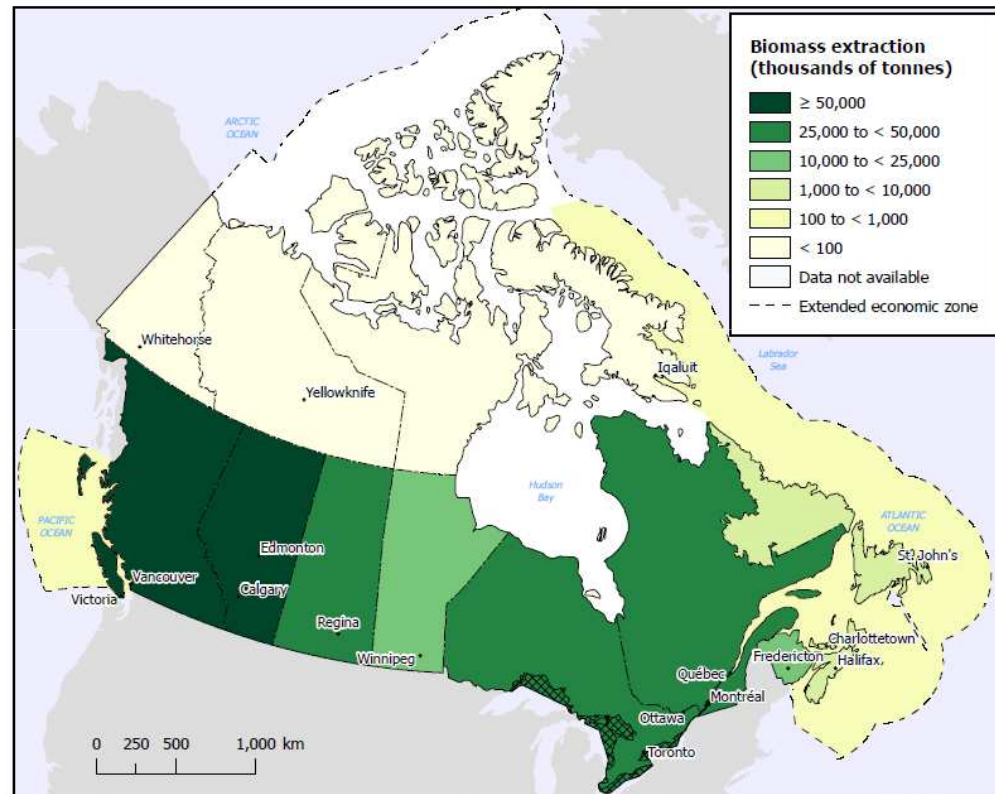 Biomass extraction
(thousands of tonnes)
≥ 50,000
25,000 to < 50,000
10,000 to < 25,000
1,000 to < 10,000
100 to < 1,000
< 100
Data not available
Extended economic zone
ARCTIC
OCEAN
Labrador
Sea
Whitehorse
Iqaluit
Yellowknife
Hudson
Bay
PACIFIC
OCEAN
ATLANTIC
OCEAN
Edmonton
St. John's
Vancouver
Calgary
Victoria
Regina
Charlottetown
Winnipeg
Fredericton
Halifax
Québec
Montréal
Ottawa
Toronto
0 250 500 1,000 km